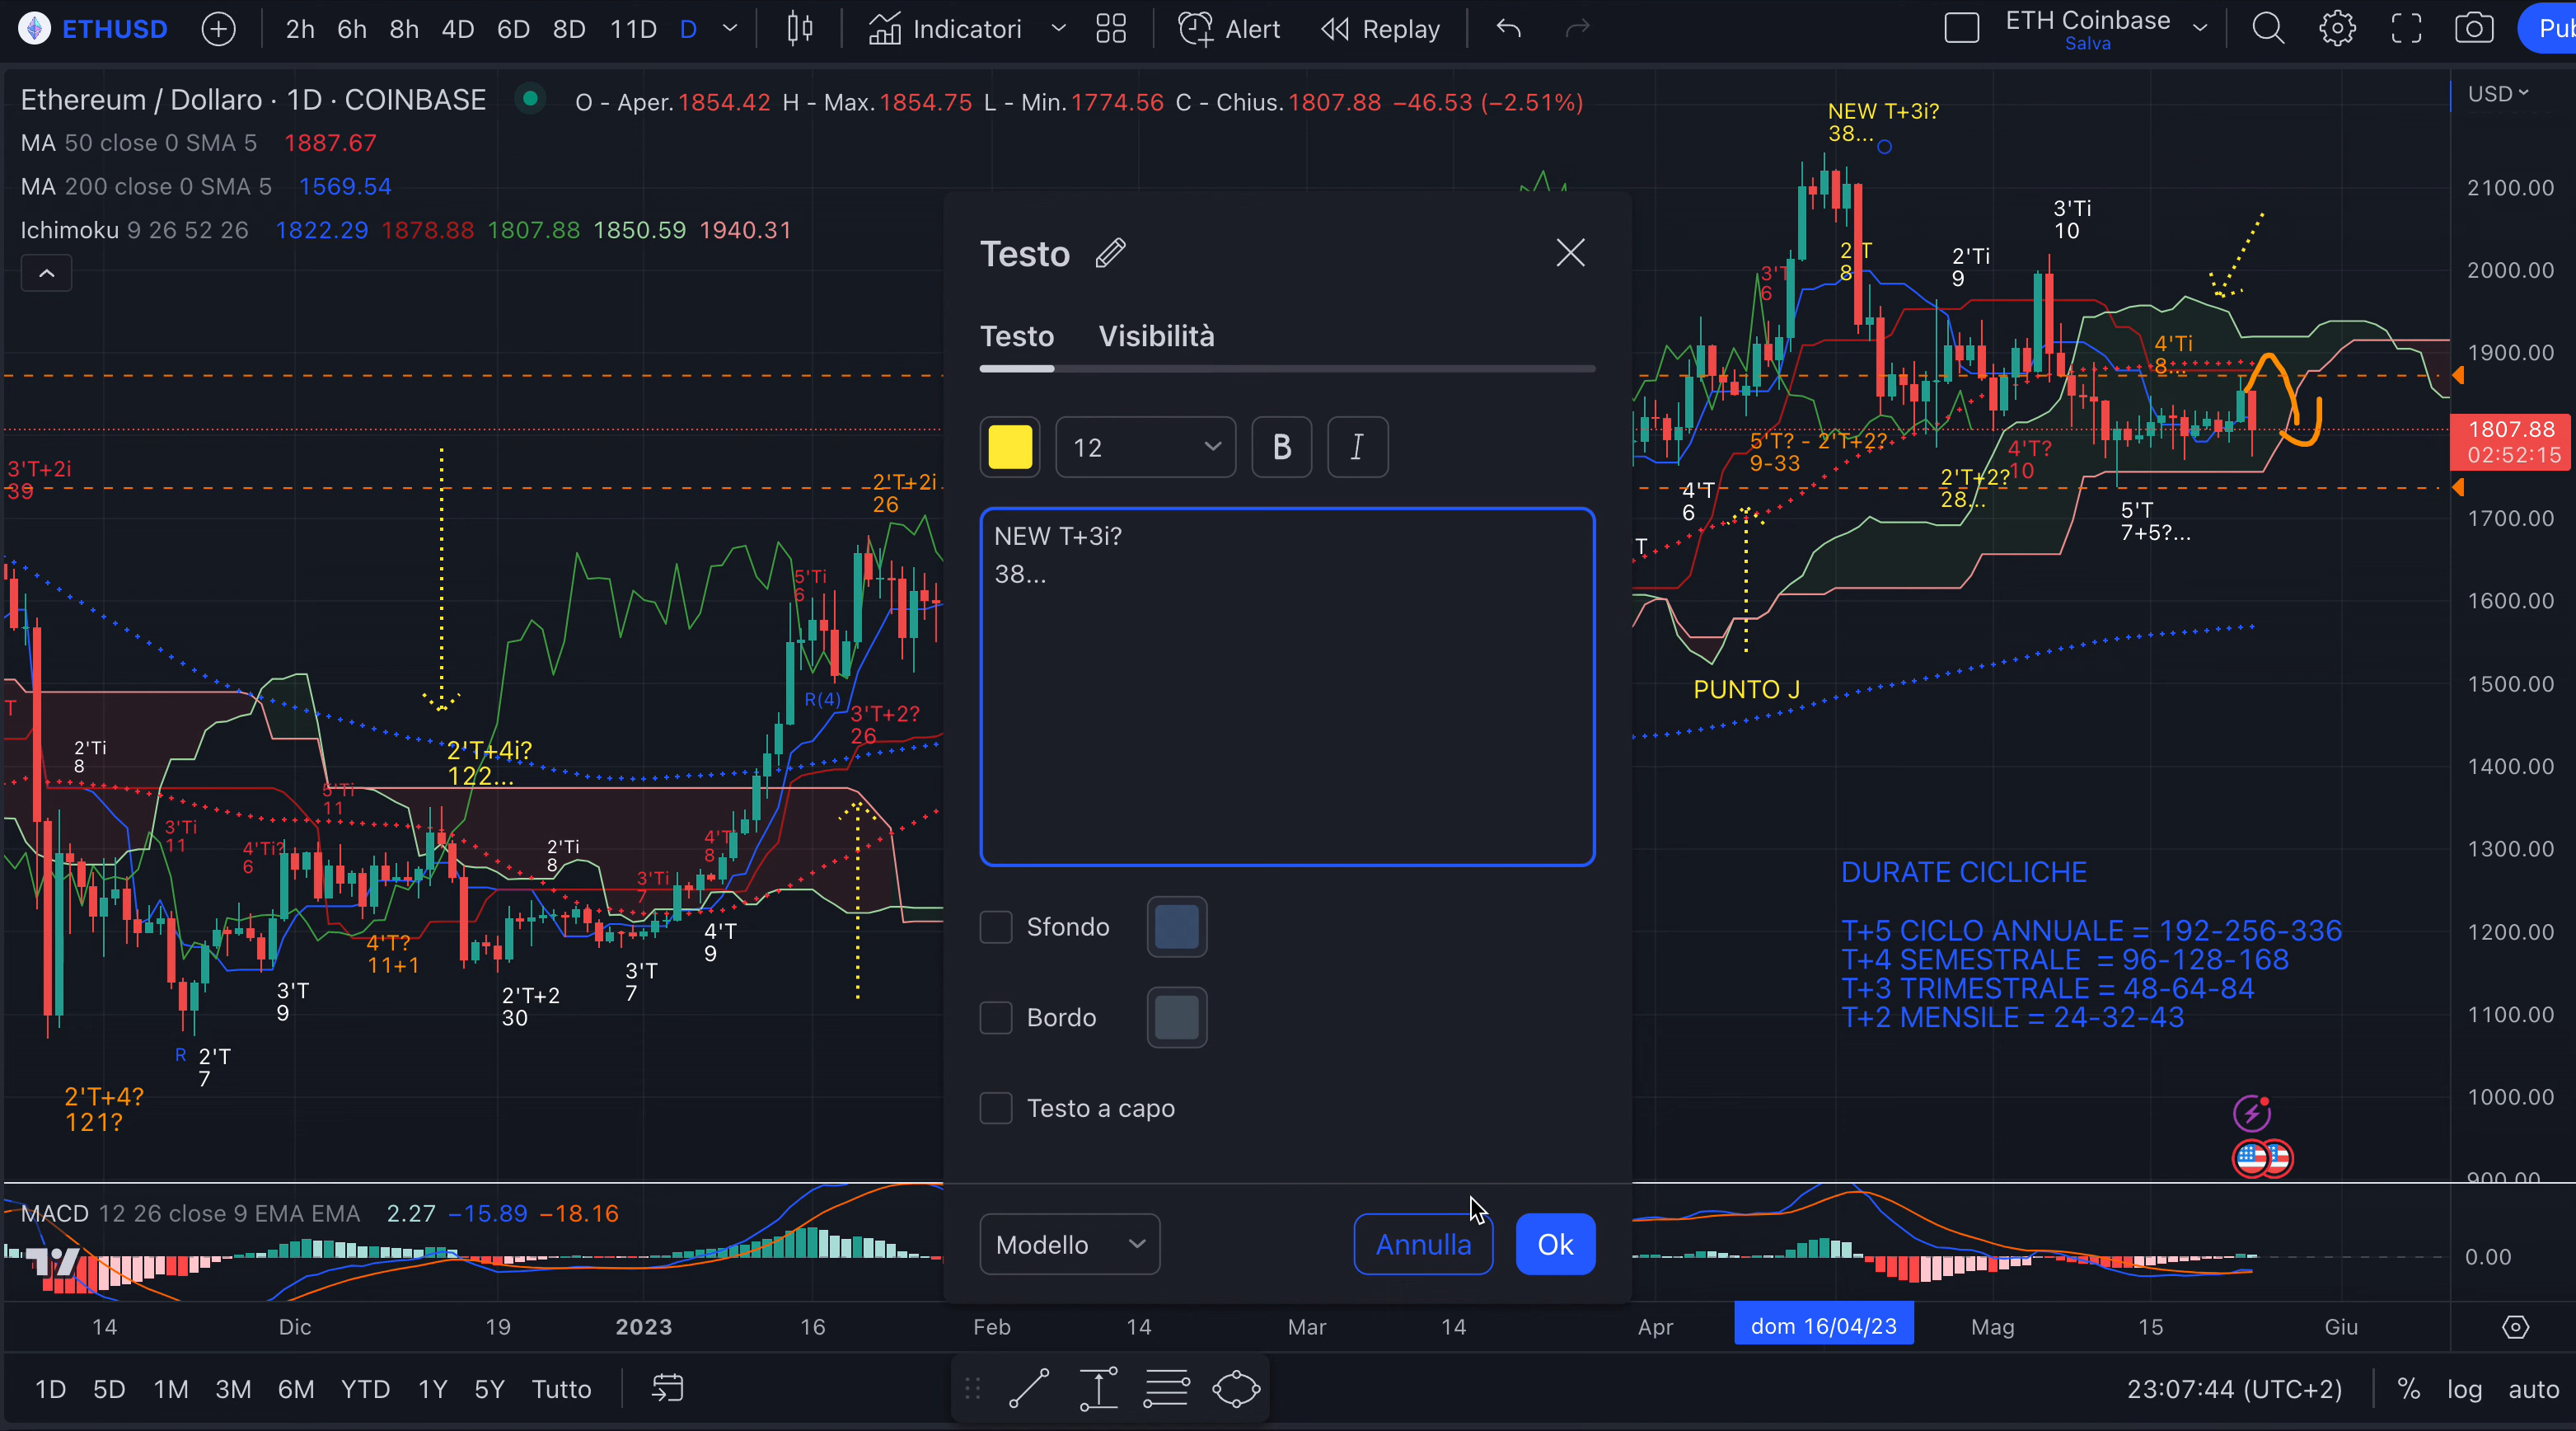 ETHUSD 2h 6h 8h 4D 6D 8D 11D D Indicatori Alert Replay ETH Coinbase
Salva
Ethereum / Dollaro · 1D · COINBASE O - Aper.1854.42 H - Max.1854.75 L - Min.1774.56 C - Chius.1807.88 −46.53 (−2.51%)
MA 50 close 0 SMA 5 1887.67
MA 200 close 0 SMA 5 1569.54
Ichimoku 9 26 52 26 1822.29 1878.88 1807.88 1850.59 1940.31
USD
2100.00
2000.00
1900.00
1807.88
02:52:15
1700.00
1600.00
1500.00
1400.00
1300.00
1200.00
1100.00
1000.00
900.00
3'T+2i
39
2'T+2i
26
5'Ti
6
R(4)
3'T+2?
26
2'T+4i?
122...
2'Ti
8
5'Ti
11
3'Ti
11
4'Ti?
6
2'Ti
8
4'T
8
3'Ti
7
4'T
9
3'T
7
4'T?
11+1
3'T
9
2'T+2
30
R 2'T
7
2'T+4?
121?
Testo
Testo Visibilità
12 B I
NEW T+3i?
38...
Sfondo
Bordo
Testo a capo
Modello Annulla Ok
NEW T+3i?
38...
3'T
6
2'T
8
2'Ti
9
3'Ti
10
4'Ti
8...
5'T? - 2'T+2?
9-33
4'T?
10
2'T+2?
28...
4'T
6
T
5'T
7+5?...
PUNTO J
DURATE CICLICHE
T+5 CICLO ANNUALE = 192-256-336
T+4 SEMESTRALE = 96-128-168
T+3 TRIMESTRALE = 48-64-84
T+2 MENSILE = 24-32-43
MACD 12 26 close 9 EMA EMA 2.27 −15.89 −18.16
0.00
14 Dic 19 2023 16 Feb 14 Mar 14 Apr dom 16/04/23 Mag 15 Giu
1D 5D 1M 3M 6M YTD 1Y 5Y Tutto 23:07:44 (UTC+2) % log auto